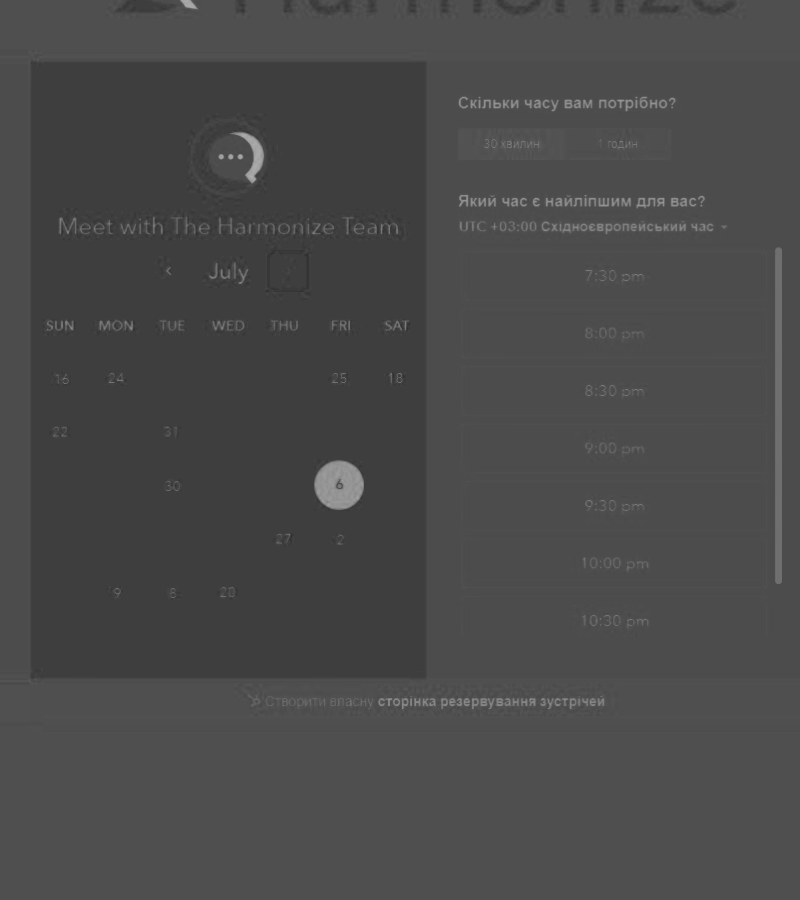 Harmonize
Meet with The Harmonize Team
July
SUN MON TUE WED THU FRI SAT
16 24 25 18
22 31
30 6
27 2
9 8 28
Скільки часу вам потрібно?
30 хвилин 1 годин
Який час є найліпшим для вас?
UTC +03:00 Східноєвропейський час
7:30 pm
8:00 pm
8:30 pm
9:00 pm
9:30 pm
10:00 pm
10:30 pm
Створити власну сторінка резервування зустрічей